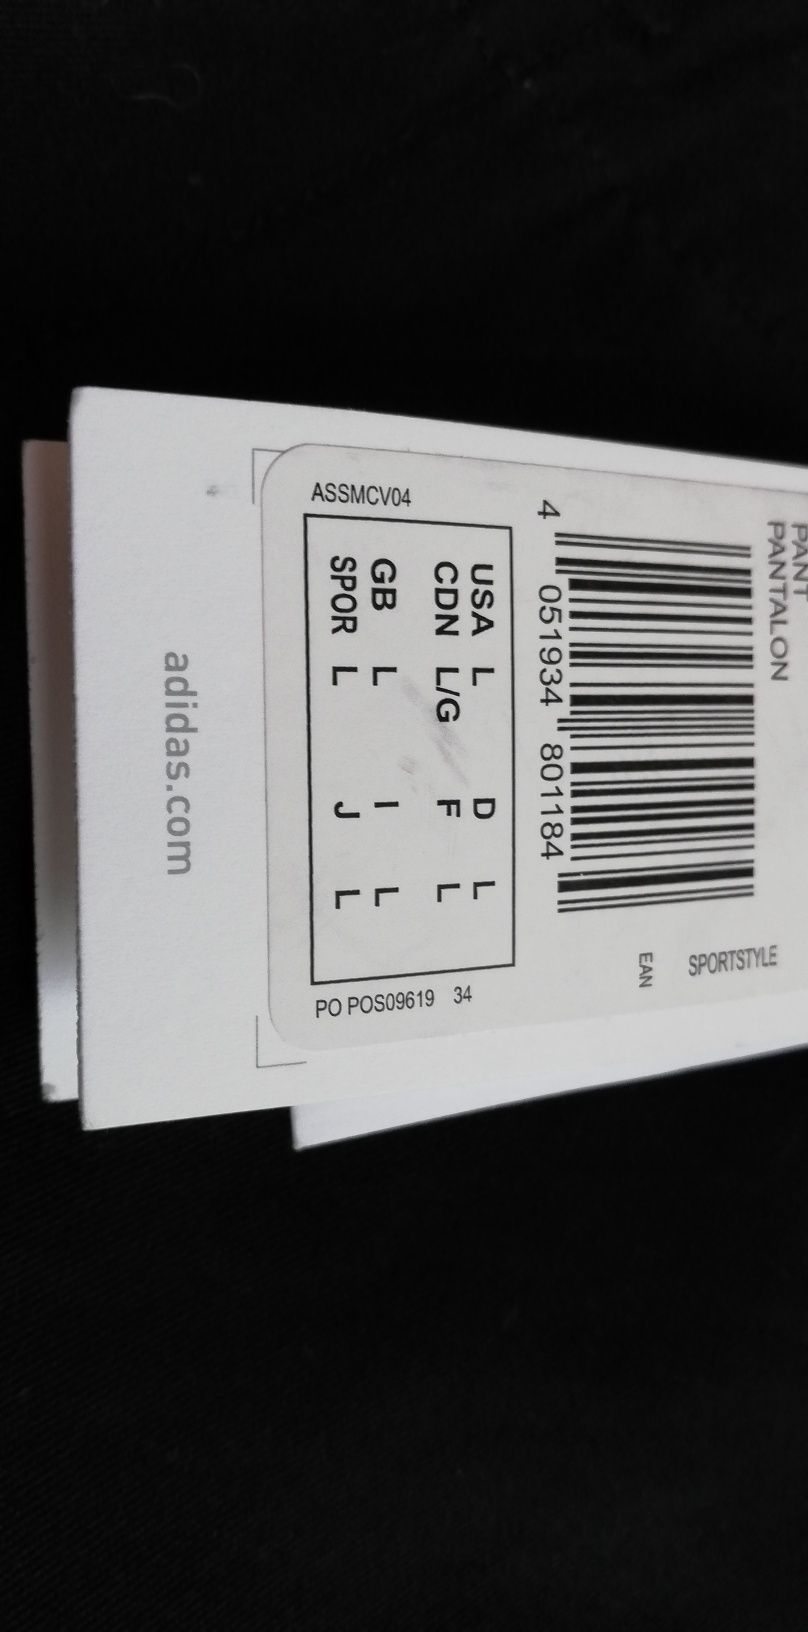 PANT
PANTALON
SPORTSTYLE
EAN
4 051934 801184
USA L D L
CDN L/G F L
GB L I L
SPOR L J L
ASSMCV04
PO POS09619 34
adidas.com